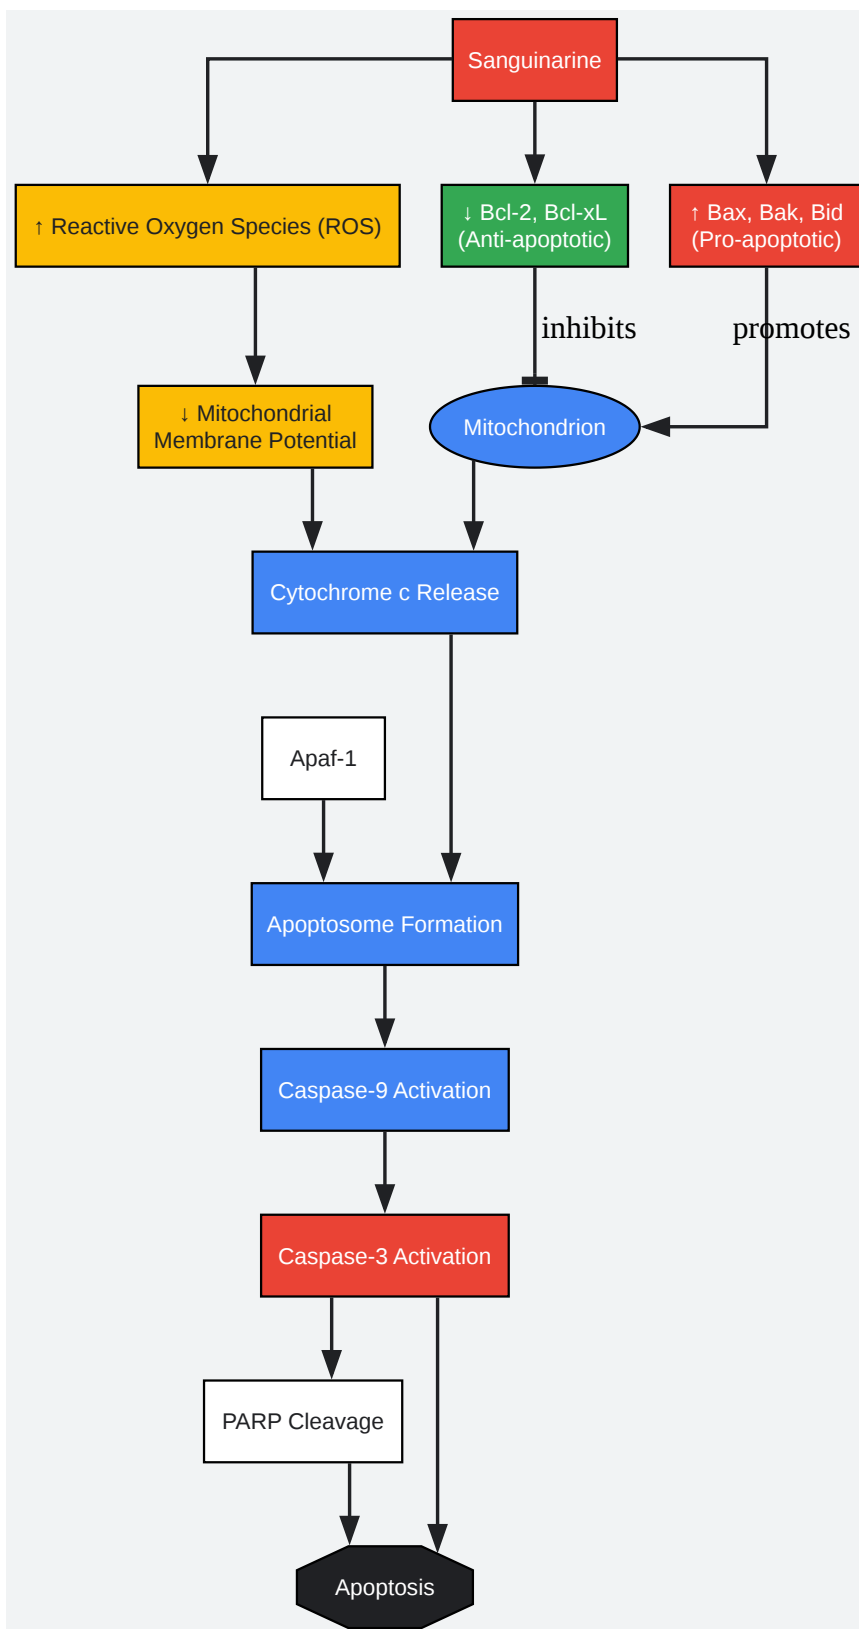 Sanguinarine
↑ Reactive Oxygen Species (ROS)
↓ Bcl-2, Bcl-xL
(Anti-apoptotic)
↑ Bax, Bak, Bid
(Pro-apoptotic)
inhibits
promotes
↓ Mitochondrial
Membrane Potential
Mitochondrion
Cytochrome c Release
Apaf-1
Apoptosome Formation
Caspase-9 Activation
Caspase-3 Activation
PARP Cleavage
Apoptosis